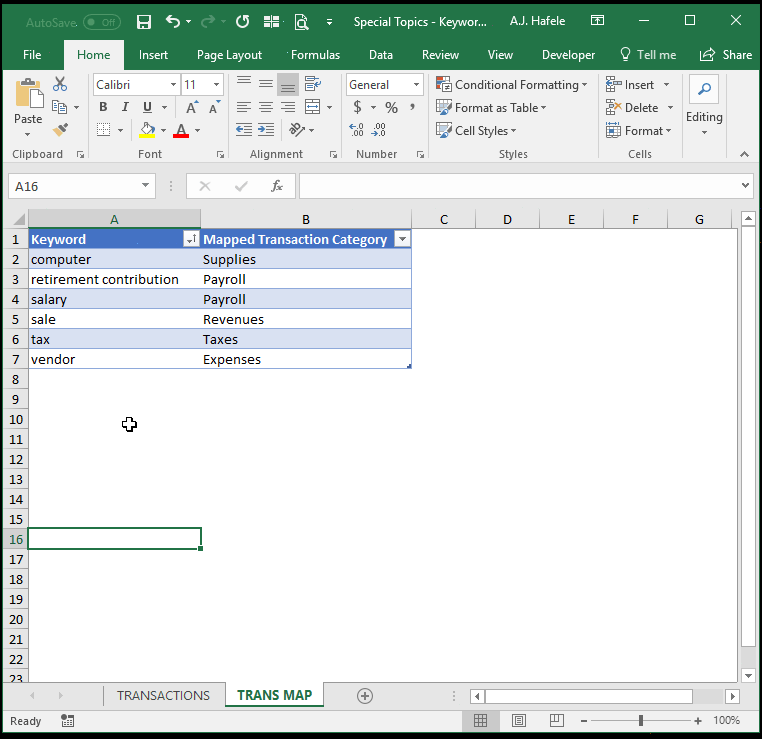 AutoSave Off Special Topics - Keywor... A.J. Hafele
File Home Insert Page Layout Formulas Data Review View Developer Tell me Share
Calibri 11 General Conditional Formatting Insert
Paste B I U A A $ % , Format as Table Delete Editing
A Cell Styles Format
Clipboard Font Alignment Number Styles Cells
A16 fx
A B C D E F G
1 Keyword Mapped Transaction Category
2 computer Supplies
3 retirement contribution Payroll
4 salary Payroll
5 sale Revenues
6 tax Taxes
7 vendor Expenses
8
9
10
11
12
13
14
15
16
17
18
19
20
21
22
23
TRANSACTIONS TRANS MAP
Ready 100%